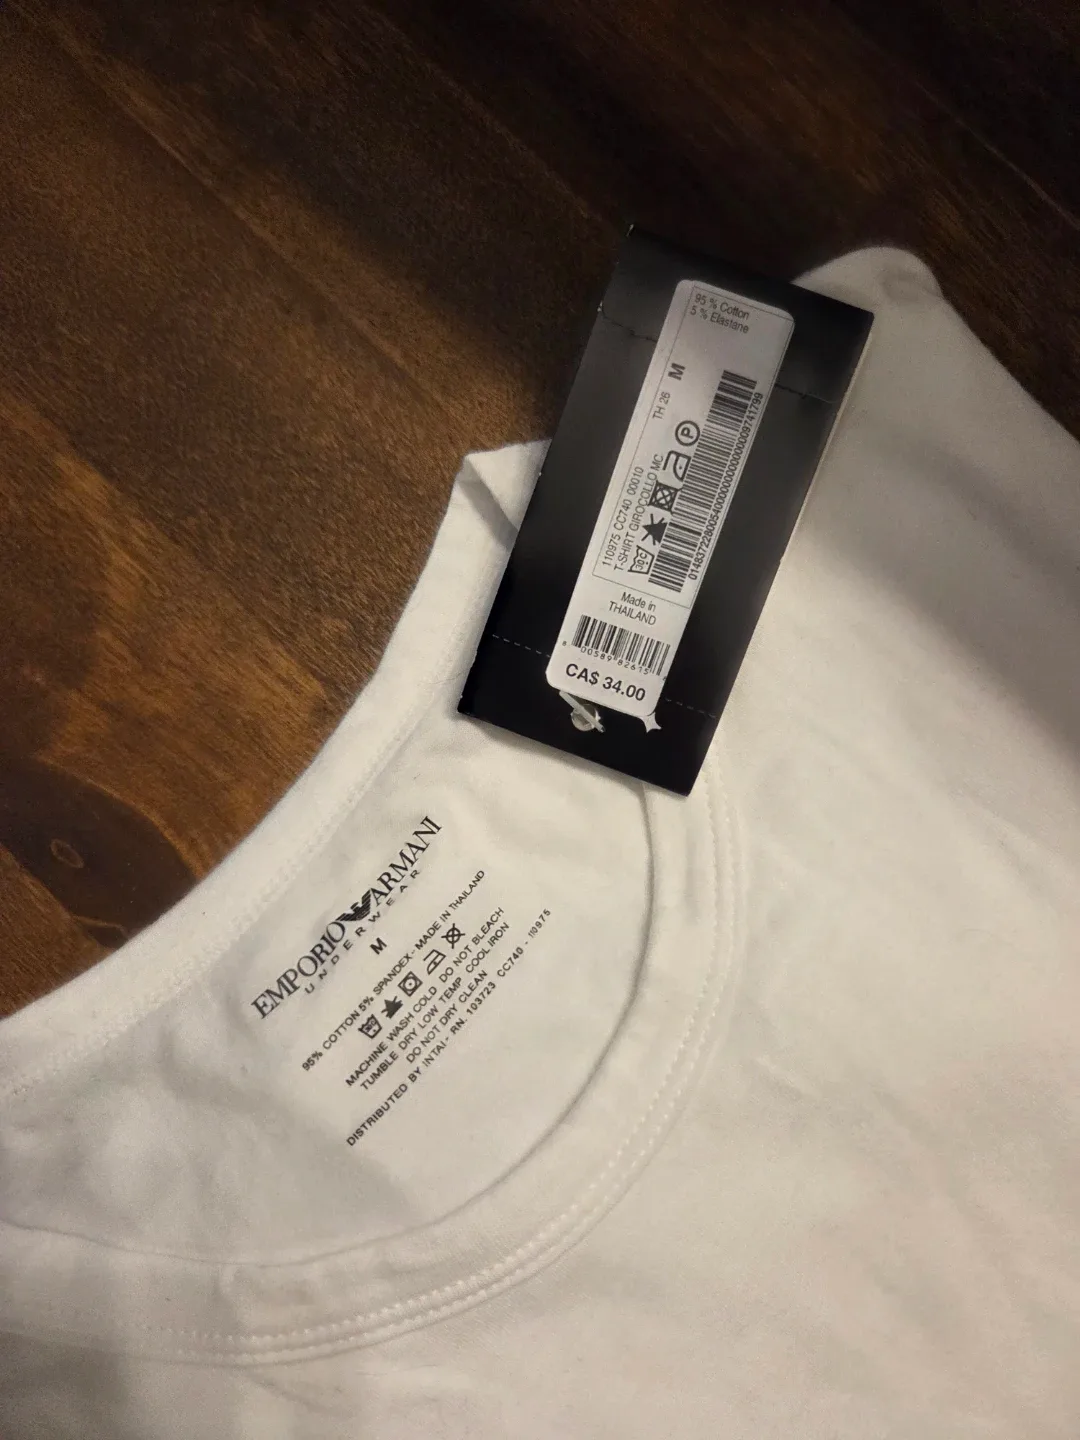 95 % Cotton
5 % Elastane
TH 26 M
110975 CC740 00010
T-SHIRT GIROCOLLO MC
30C
P
Made in
THAILAND
CA$ 34.00
EMPORIO ARMANI
UNDERWEAR
M
95% COTTON 5% SPANDEX - MADE IN THAILAND
MACHINE WASH COLD DO NOT BLEACH
TUMBLE DRY LOW TEMP COOL IRON
DO NOT DRY CLEAN
DISTRIBUTED BY INTAI - RN. 103723 CC740 - 110975